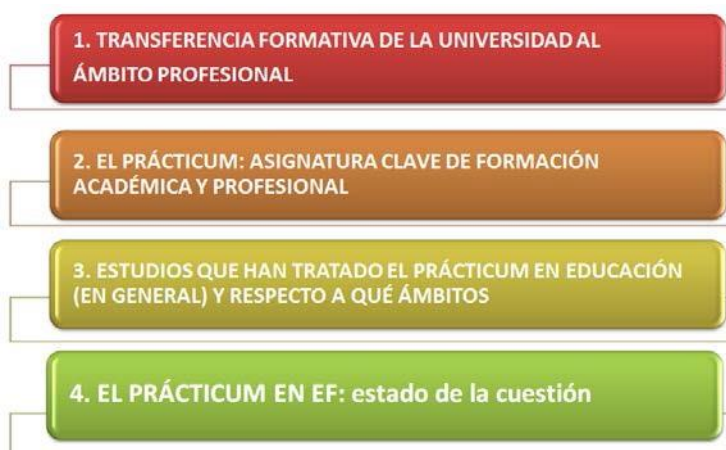 1. TRANSFERENCIA FORMATIVA DE LA UNIVERSIDAD AL
ÁMBITO PROFESIONAL
2. EL PRÁCTICUM: ASIGNATURA CLAVE DE FORMACIÓN
ACADÉMICA Y PROFESIONAL
3. ESTUDIOS QUE HAN TRATADO EL PRÁCTICUM EN EDUCACIÓN
(EN GENERAL) Y RESPECTO A QUÉ ÁMBITOS
4. EL PRÁCTICUM EN EF: estado de la cuestión